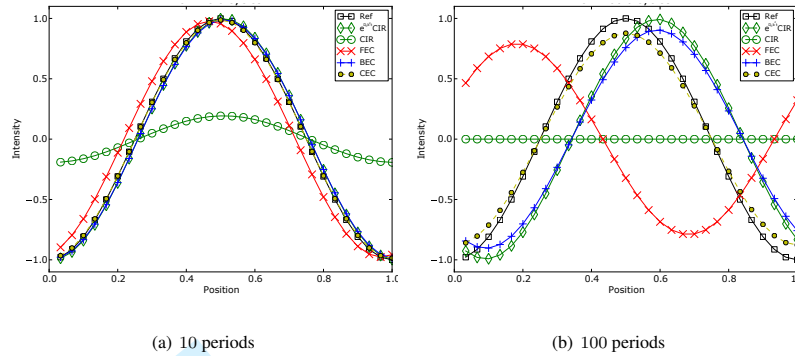 1.0
0.5
0.0
−0.5
−1.0
Intensity
0.0 0.2 0.4 0.6 0.8 1.0
Position
Ref
CIR
CIR
FEC
BEC
CEC
(a) 10 periods
1.0
0.5
0.0
−0.5
−1.0
Intensity
0.0 0.2 0.4 0.6 0.8
Position
Ref
CIR
CIR
FEC
BEC
CEC
(b) 100 periods